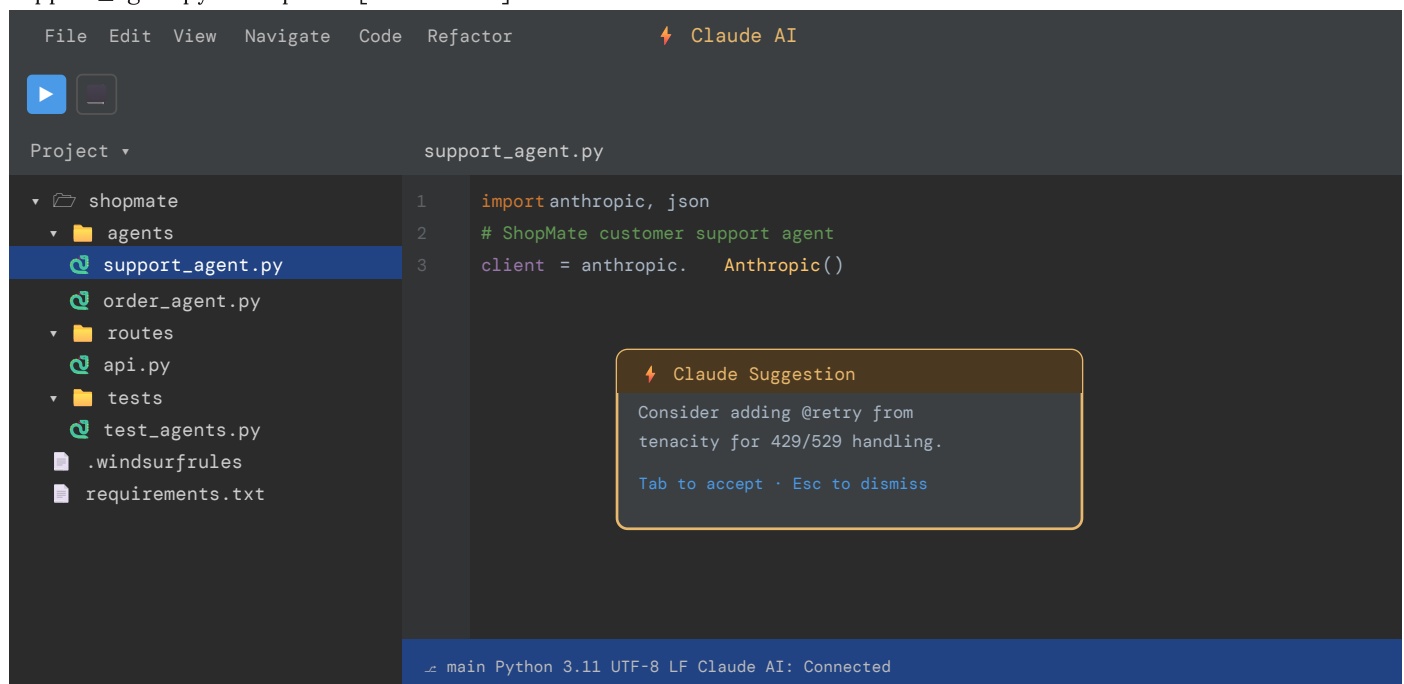 File Edit View Navigate Code Refactor
Claude AI
Project
support_agent.py
shopmate
agents
support_agent.py
order_agent.py
routes
api.py
tests
test_agents.py
.windsurfrules
requirements.txt
1 import anthropic, json
2 # ShopMate customer support agent
3 client = anthropic. Anthropic()
Claude Suggestion
Consider adding @retry from
tenacity for 429/529 handling.
Tab to accept · Esc to dismiss
main Python 3.11 UTF-8 LF Claude AI: Connected